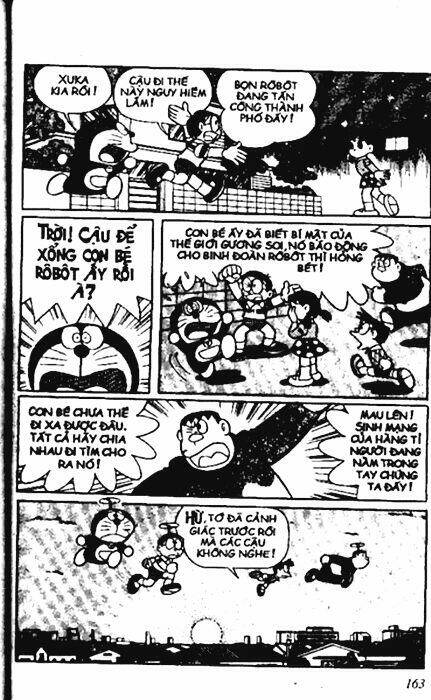 XUKA
KIA RỒI!
CẬU ĐI THẾ
NÀY NGUY HIỂM
LẮM!
BỌN RÔBÔT
ĐANG TẤN
CÔNG THÀNH
PHỐ ĐẤY!
TRỜI! CẬU ĐỂ
XỔNG CON BÉ
RÔBÔT ẤY RỒI
À?
CON BÉ ẤY ĐÃ BIẾT BÍ MẬT CỦA
THẾ GIỚI GƯƠNG SOI, NÓ BÁO ĐỘNG
CHO BINH ĐOÀN RÔBÔT THÌ HỎNG
BÉT!
CON BÉ CHƯA THỂ
ĐI XA ĐƯỢC ĐÂU.
TẤT CẢ HÃY CHIA
NHAU ĐI TÌM CHO
RA NÓ!
MAU LÊN!
SINH MẠNG
CỦA HÀNG TỈ
NGƯỜI ĐANG
NẰM TRONG
TAY CHÚNG
TA ĐẤY!
HỪ, TỚ ĐÃ CẢNH
GIÁC TRƯỚC RỒI
MÀ CÁC CẬU
KHÔNG NGHE!
163